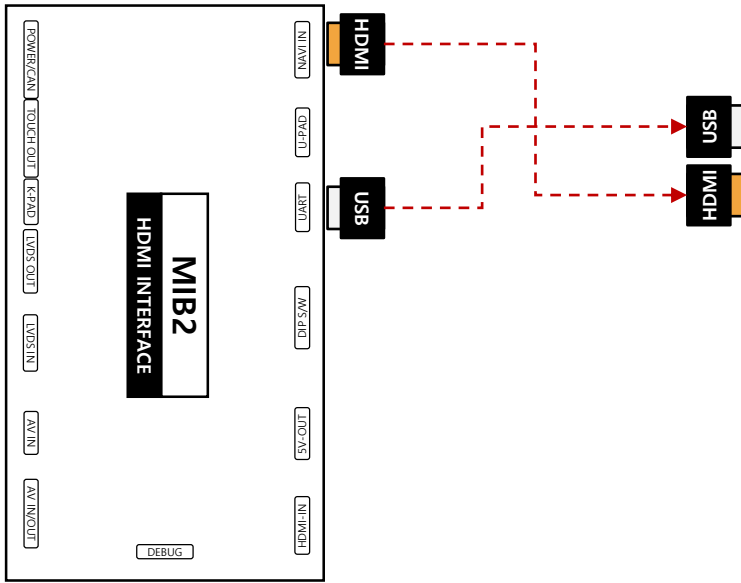 POWER/CAN
TOUCH OUT
K-PAD
LVDS OUT
LVDS IN
AV IN
AV IN/OUT
MIB2
HDMI INTERFACE
DEBUG
NAVI IN
U-PAD
UART
DIP S/W
5V-OUT
HDMI-IN
HDMI
USB
USB
HDMI